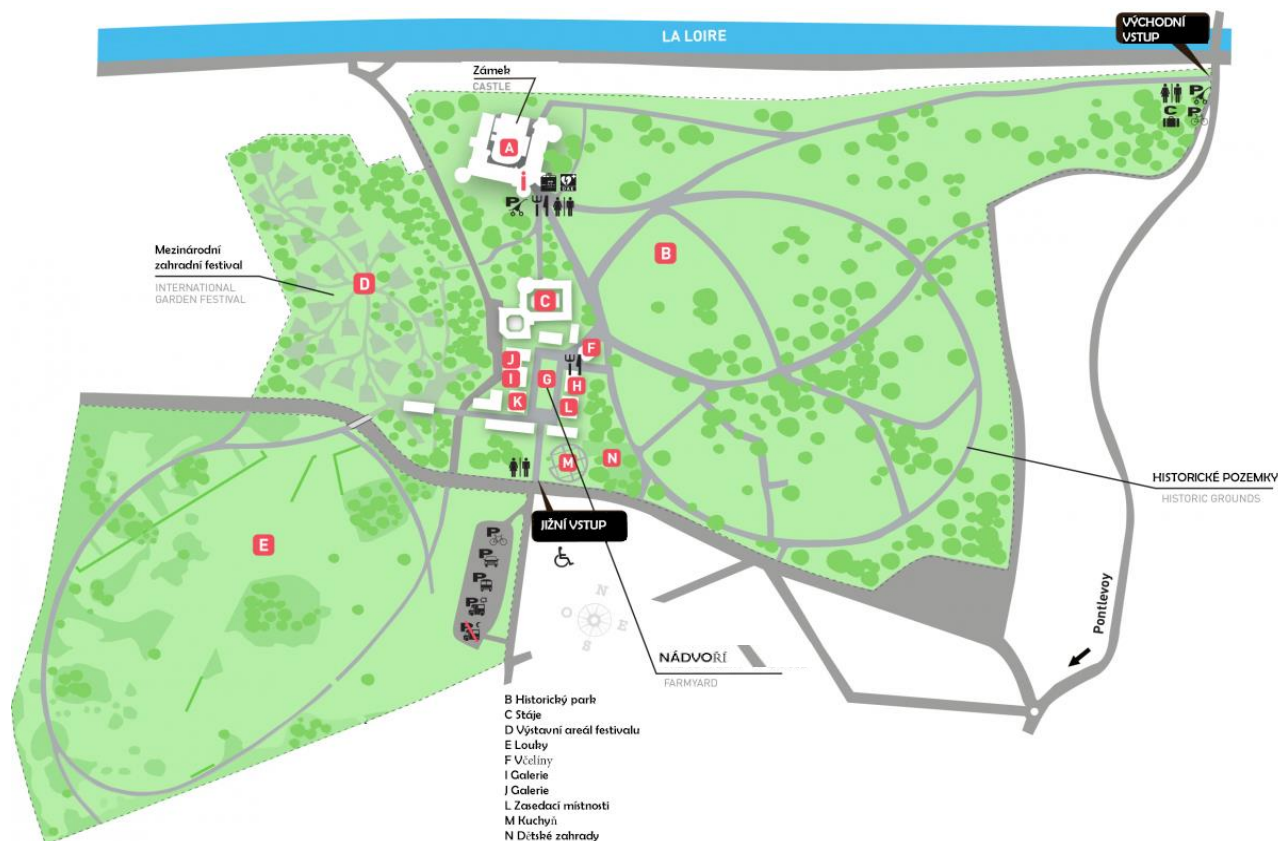 LA LOIRE
VÝCHODNÍ
VSTUP
Zámek
CASTLE
P
P
C
A
i
P
Mezinárodní
zahradní festival
INTERNATIONAL
GARDEN FESTIVAL
B
D
C
F
J
I
G
H
K
L
M
N
HISTORICKÉ POZEMKY
HISTORIC GROUNDS
E
JIŽNÍ VSTUP
P
P
P
P
P
N
O
E
S
Pontlevoy
NÁDVOŘÍ
FARMYARD
B Historický park
C Stáje
D Výstavní areál festivalu
E Louky
F Včelíny
I Galerie
J Galerie
L Zasedací místnosti
M Kuchyň
N Dětské zahrady